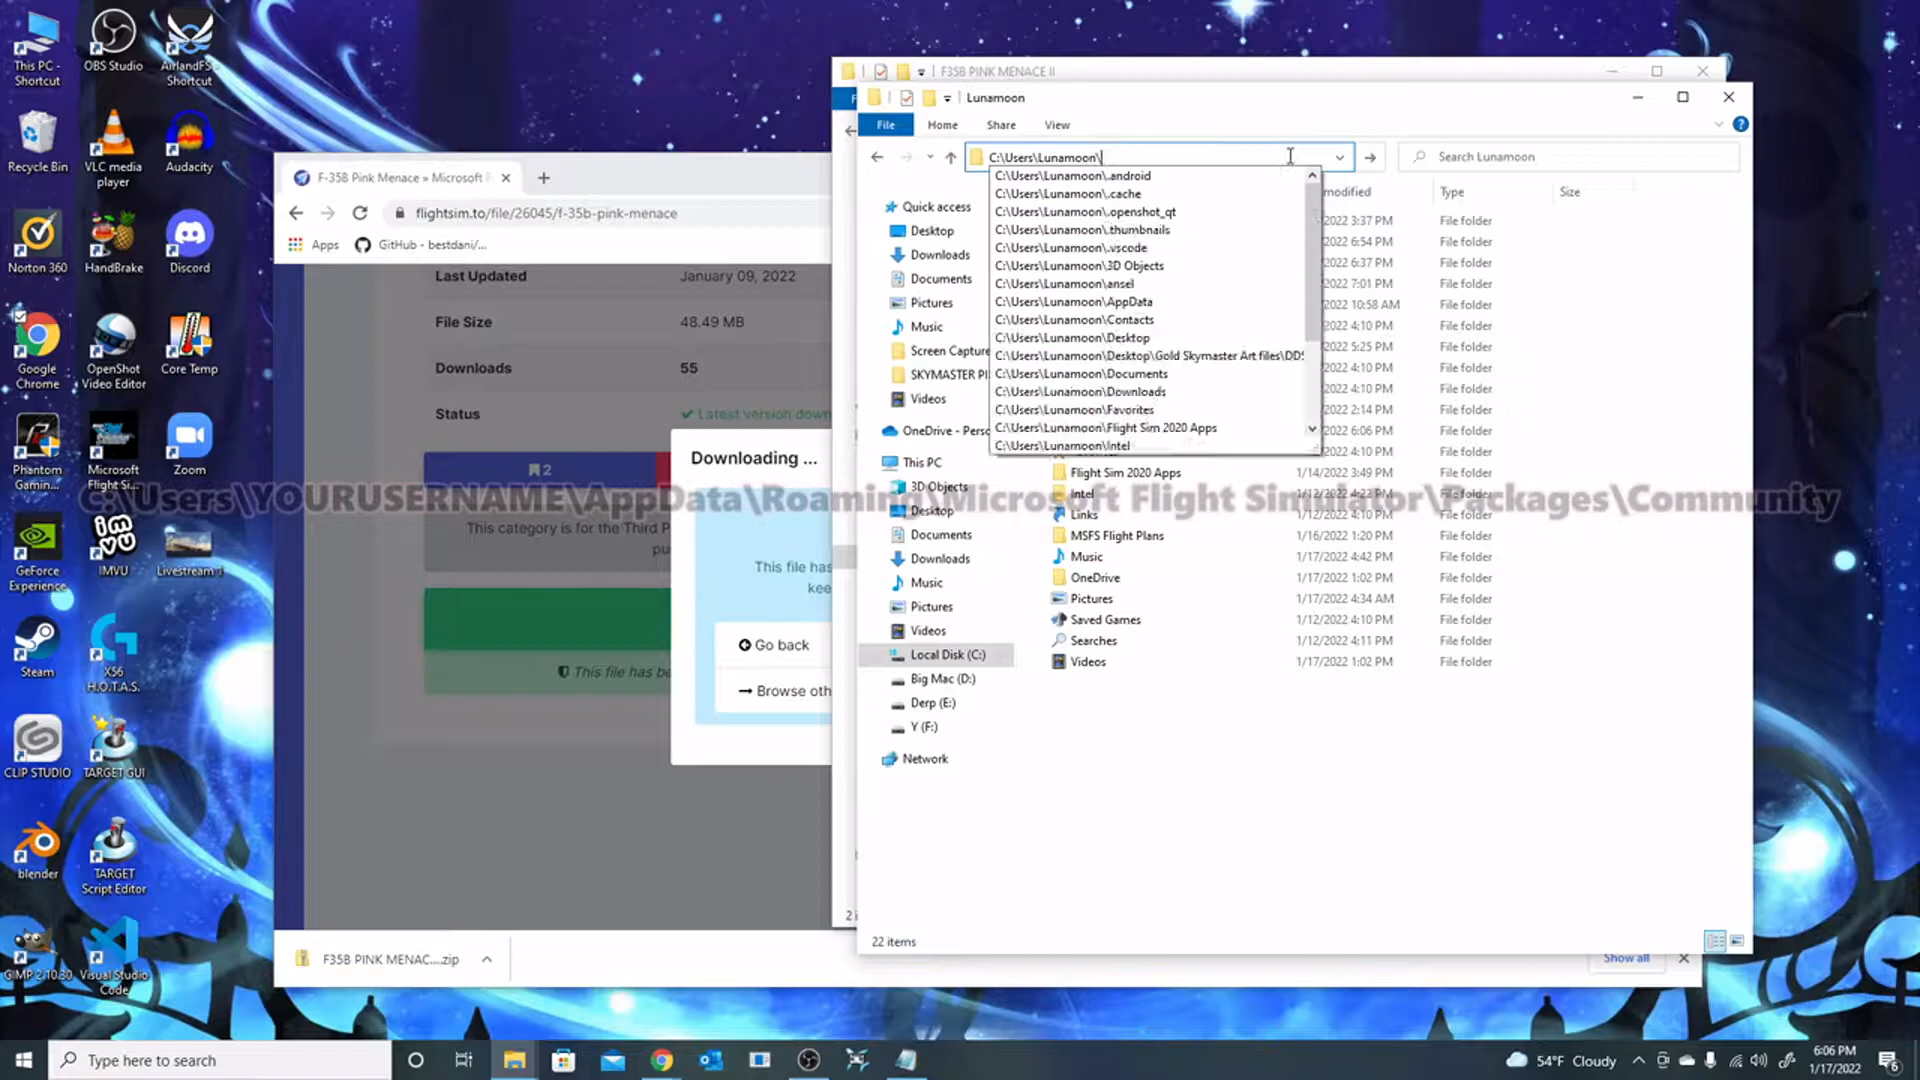 This PC -
Shortcut
OBS Studio
AirlandFS -
Shortcut
Recycle Bin
VLC media
player
Audacity
Norton 360
HandBrake
Discord
Google
Chrome
OpenShot
Video Editor
Core Temp
Phantom
Gamin...
Microsoft
Flight Si...
Zoom
GeForce
Experience
IMVU
Livestream
Steam
X56
H.O.T.A.S.
CLIP STUDIO
TARGET GUI
blender
TARGET
Script Editor
GIMP 2.10.30
Visual Studio
Code
F-35B Pink Menace » Microsoft F
flightsim.to/file/26045/f-35b-pink-menace
Apps
GitHub - bestdani/...
Last Updated
January 09, 2022
File Size
48.49 MB
Downloads
55
Status
Latest version down
2
This category is for the Third P
pu
This file has be
Downloading ...
This file has
kee
Go back
Browse oth
F35B PINK MENAC....zip
Show all
F35B PINK MENACE II
F
2 i
Lunamoon
File
Home
Share
View
C:\Users\Lunamoon\
Search Lunamoon
C:\Users\Lunamoon\.android
C:\Users\Lunamoon\.cache
C:\Users\Lunamoon\.openshot_qt
C:\Users\Lunamoon\.thumbnails
C:\Users\Lunamoon\.vscode
C:\Users\Lunamoon\3D Objects
C:\Users\Lunamoon\ansel
C:\Users\Lunamoon\AppData
C:\Users\Lunamoon\Contacts
C:\Users\Lunamoon\Desktop
C:\Users\Lunamoon\Desktop\Gold Skymaster Art files\DDS
C:\Users\Lunamoon\Documents
C:\Users\Lunamoon\Downloads
C:\Users\Lunamoon\Favorites
C:\Users\Lunamoon\Flight Sim 2020 Apps
C:\Users\Lunamoon\Intel
modified
Type
Size
2022 3:37 PM
File folder
2022 6:54 PM
File folder
2022 6:37 PM
File folder
2022 7:01 PM
File folder
2022 10:58 AM
File folder
2022 4:10 PM
File folder
2022 5:25 PM
File folder
2022 4:10 PM
File folder
2022 4:10 PM
File folder
2022 2:14 PM
File folder
2022 6:06 PM
File folder
2022 4:10 PM
File folder
Flight Sim 2020 Apps
1/14/2022 3:49 PM
File folder
Intel
1/12/2022 4:22 PM
File folder
Links
1/12/2022 4:10 PM
File folder
MSFS Flight Plans
1/16/2022 1:20 PM
File folder
Music
1/17/2022 4:42 PM
File folder
OneDrive
1/17/2022 1:02 PM
File folder
Pictures
1/17/2022 4:34 AM
File folder
Saved Games
1/12/2022 4:10 PM
File folder
Searches
1/12/2022 4:11 PM
File folder
Videos
1/17/2022 1:02 PM
File folder
Quick access
Desktop
Downloads
Documents
Pictures
Music
Screen Capture
SKYMASTER PI
Videos
OneDrive - Perso
This PC
3D Objects
Desktop
Documents
Downloads
Music
Pictures
Videos
Local Disk (C:)
Big Mac (D:)
Derp (E:)
Y (F:)
Network
22 items
C:\Users\YOURUSERNAME\AppData\Roaming\Microsoft Flight Simulator\Packages\Community
Type here to search
54°F Cloudy
6:06 PM
1/17/2022
6